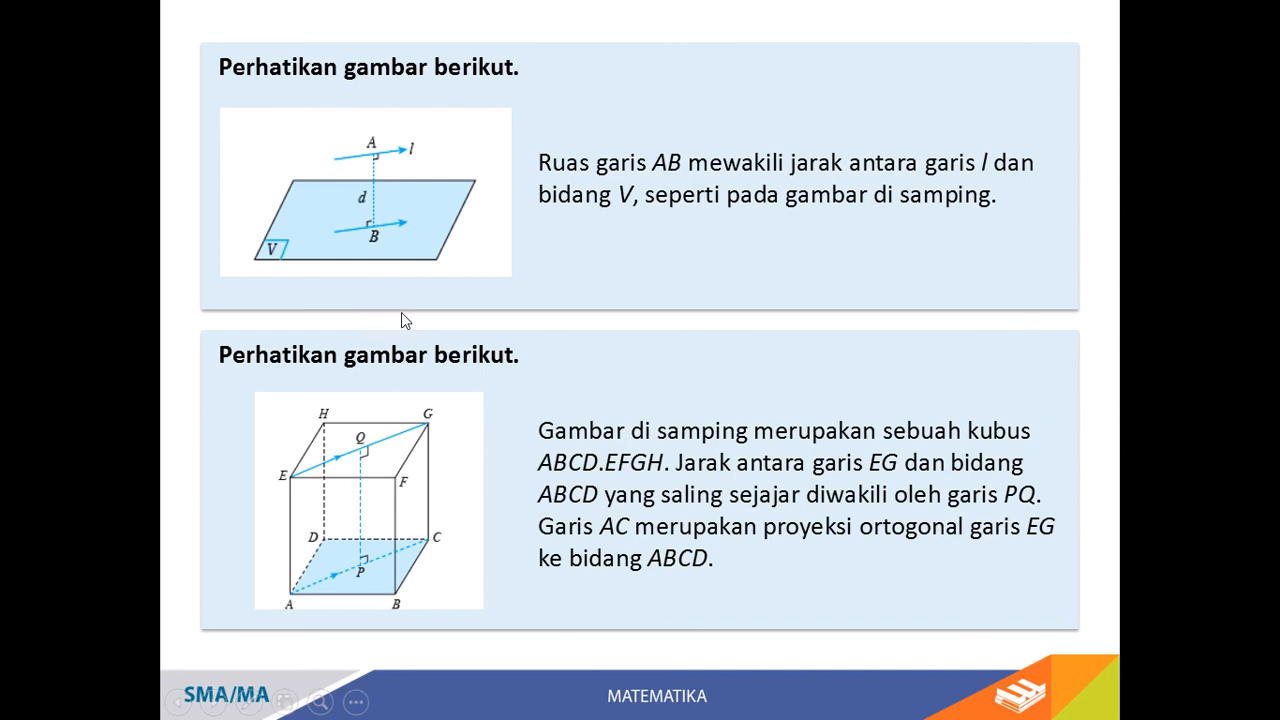 Perhatikan gambar berikut.
A
l
d
B
V
Ruas garis AB mewakili jarak antara garis l dan
bidang V, seperti pada gambar di samping.
Perhatikan gambar berikut.
H
G
Q
E
F
D
C
P
A
B
Gambar di samping merupakan sebuah kubus
ABCD.EFGH. Jarak antara garis EG dan bidang
ABCD yang saling sejajar diwakili oleh garis PQ.
Garis AC merupakan proyeksi ortogonal garis EG
ke bidang ABCD.
SMA/MA
MATEMATIKA